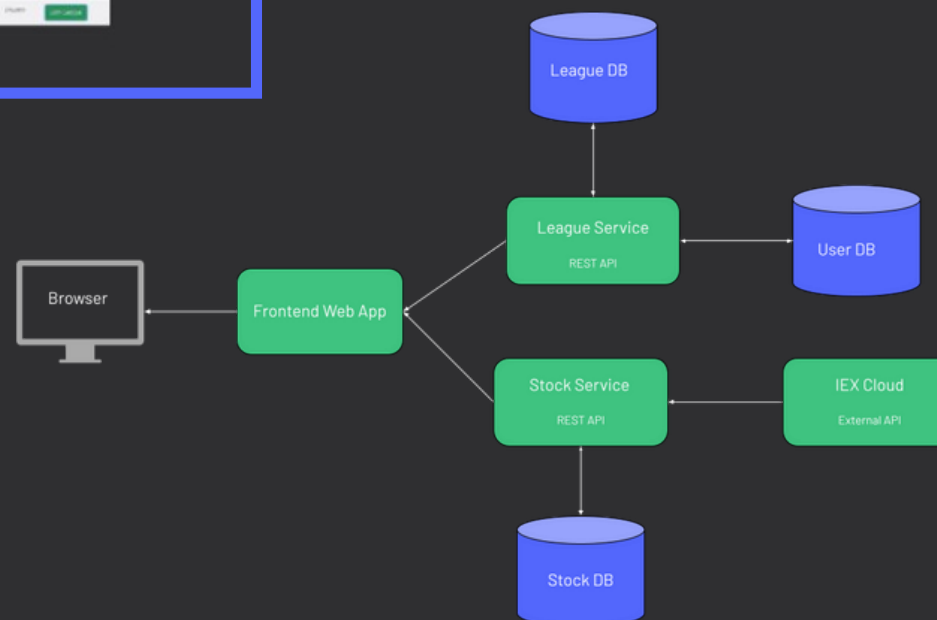 League DB
League Service
REST API
User DB
Browser
Frontend Web App
Stock Service
REST API
IEX Cloud
External API
Stock DB